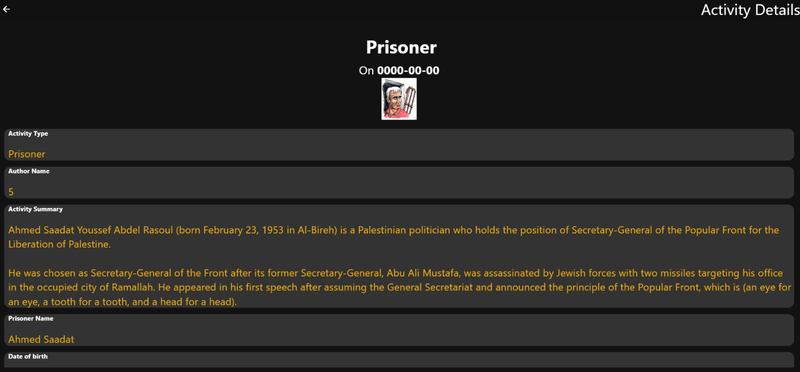 Activity Details
Prisoner
On 0000-00-00
Activity Type
Prisoner
Author Name
5
Activity Summary
Ahmed Saadat Youssef Abdel Rasoul (born February 23, 1953 in Al-Bireh) is a Palestinian politician who holds the position of Secretary-General of the Popular Front for the
Liberation of Palestine.
He was chosen as Secretary-General of the Front after its former Secretary-General, Abu Ali Mustafa, was assassinated by Jewish forces with two missiles targeting his office
in the occupied city of Ramallah. He appeared in his first speech after assuming the General Secretariat and announced the principle of the Popular Front, which is (an eye for
an eye, a tooth for a tooth, and a head for a head).
Prisoner Name
Ahmed Saadat
Date of birth